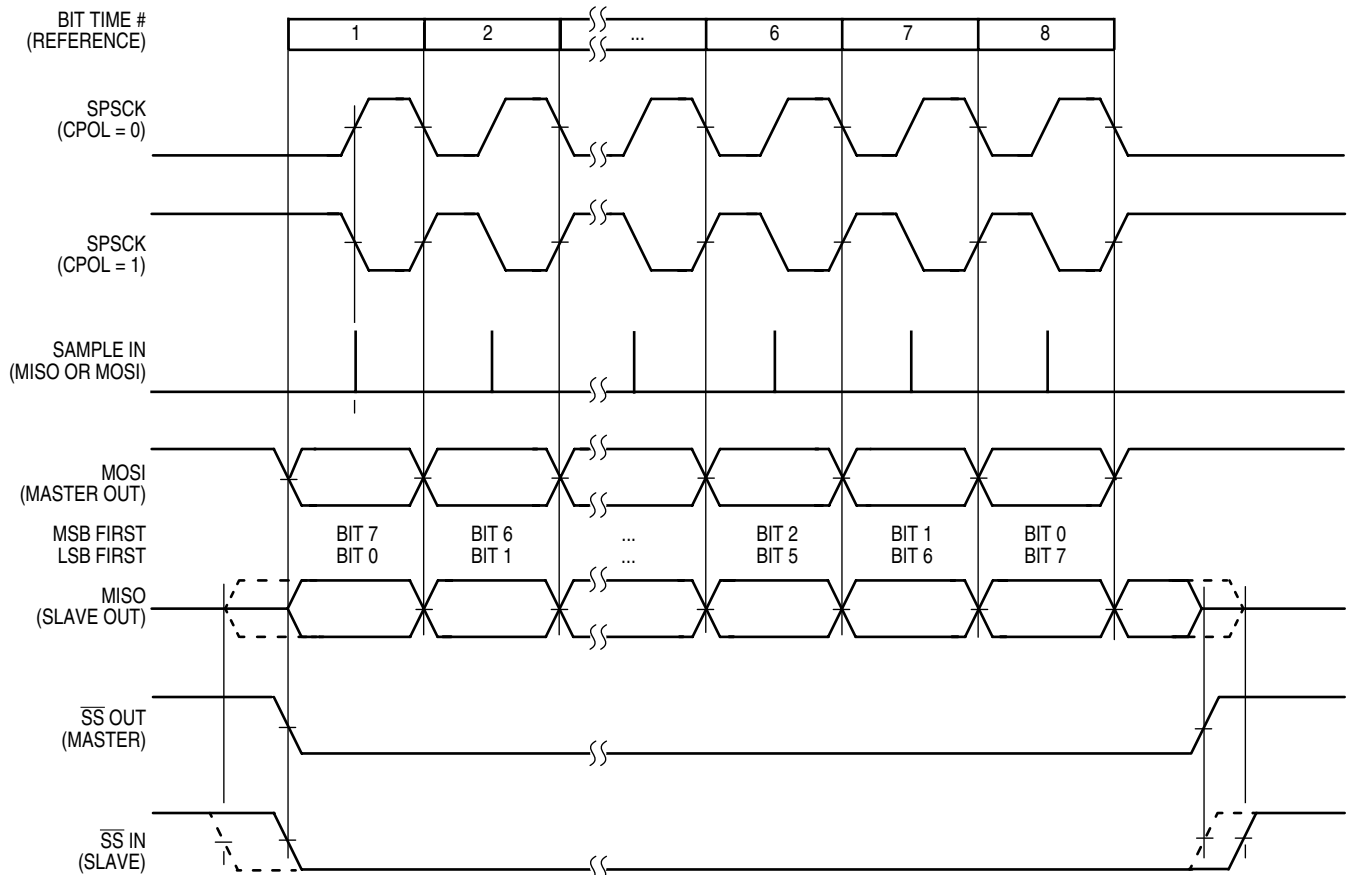 BIT TIME #
(REFERENCE)
1 2 ... 6 7 8
SPSCK
(CPOL = 0)
SPSCK
(CPOL = 1)
SAMPLE IN
(MISO OR MOSI)
MOSI
(MASTER OUT)
MSB FIRST BIT 7 BIT 6 ... BIT 2 BIT 1 BIT 0
LSB FIRST BIT 0 BIT 1 ... BIT 5 BIT 6 BIT 7
MISO
(SLAVE OUT)
S̅S̅ OUT
(MASTER)
S̅S̅ IN
(SLAVE)